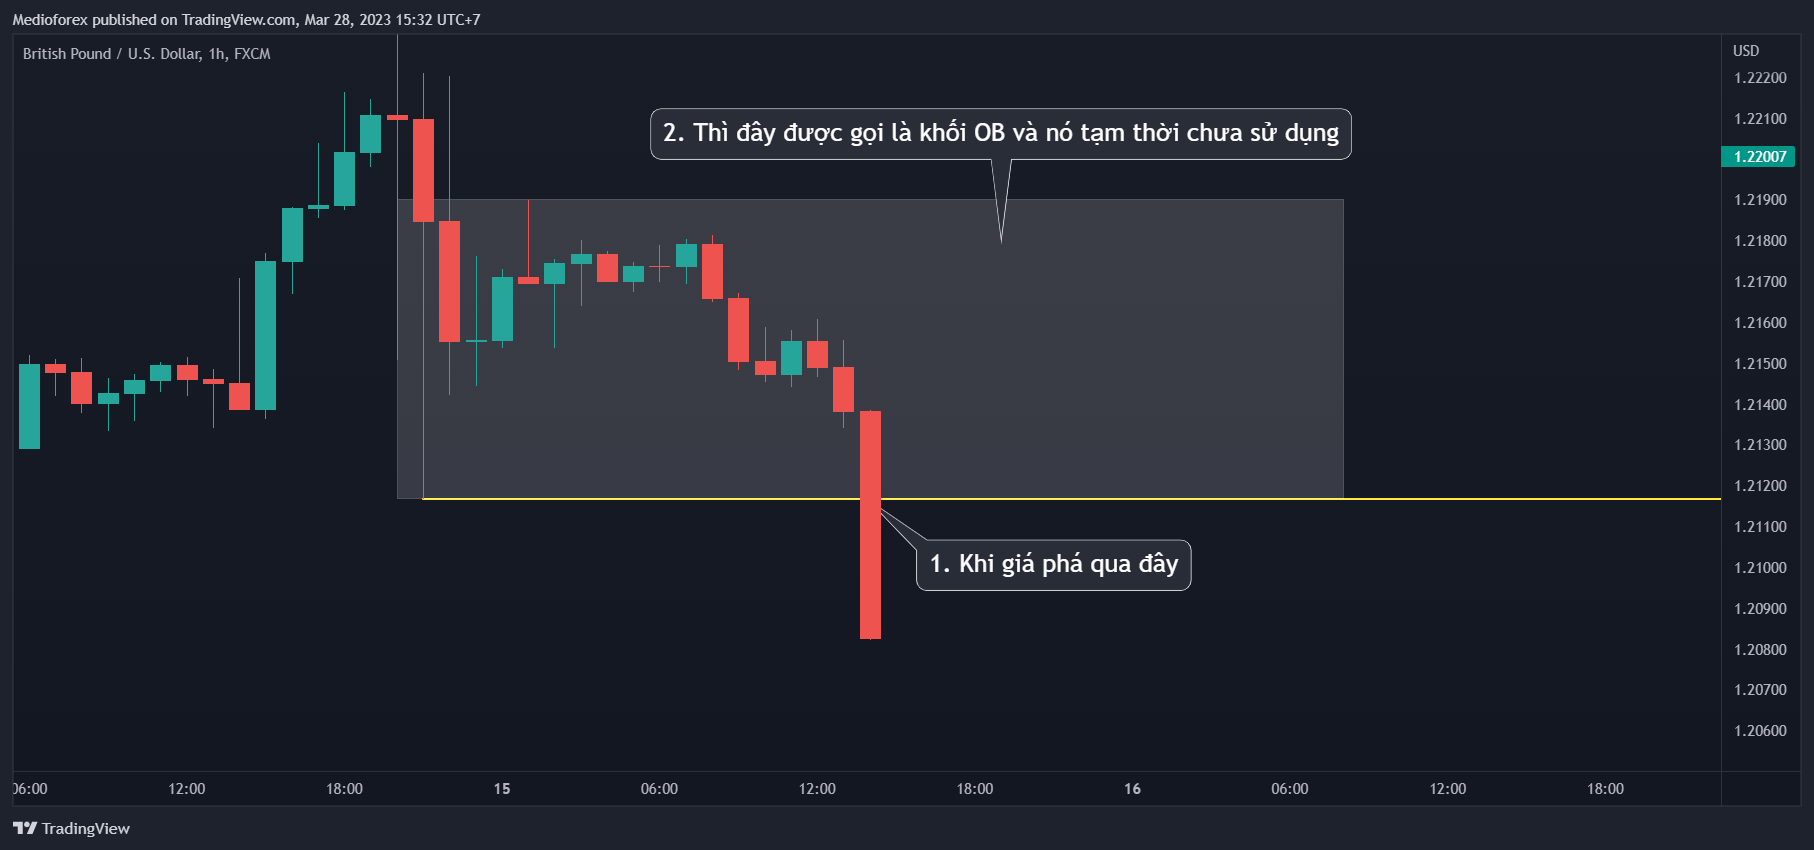 Medioforex published on TradingView.com, Mar 28, 2023 15:32 UTC+7
British Pound / U.S. Dollar, 1h, FXCM
USD
1.22200
2. Thì đây được gọi là khối OB và nó tạm thời chưa sử dụng
1.22100
1.22007
1.21900
1.21800
1.21700
1.21600
1.21500
1.21400
1.21300
1.21200
1.21100
1. Khi giá phá qua đây
1.21000
1.20900
1.20800
1.20700
1.20600
06:00 12:00 18:00 15 06:00 12:00 18:00 16 06:00 12:00 18:00
TradingView